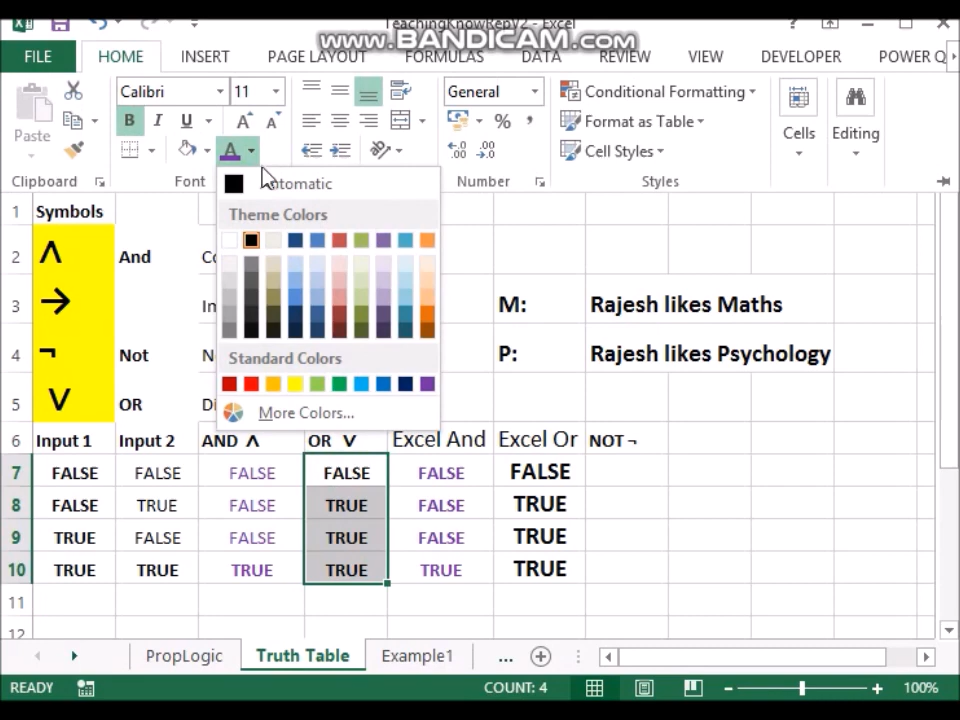 TeachingKnowRepV2 - Excel
www.BANDICAM.com
FILE HOME INSERT PAGE LAYOUT FORMULAS DATA REVIEW VIEW DEVELOPER POWER Q
Calibri 11 General Conditional Formatting
Paste B I U A A % , Format as Table Cells Editing
A Cell Styles
Clipboard Font Number Styles
Automatic
Theme Colors
Standard Colors
More Colors...
1 Symbols
2 ∧ And
3 → M: Rajesh likes Maths
4 ¬ Not P: Rajesh likes Psychology
5 ∨ OR
6 Input 1 Input 2 AND ∧ OR ∨ Excel And Excel Or NOT ¬
7 FALSE FALSE FALSE FALSE FALSE FALSE
8 FALSE TRUE FALSE TRUE FALSE TRUE
9 TRUE FALSE FALSE TRUE FALSE TRUE
10 TRUE TRUE TRUE TRUE TRUE TRUE
11
12
PropLogic Truth Table Example1 ...
READY COUNT: 4 100%